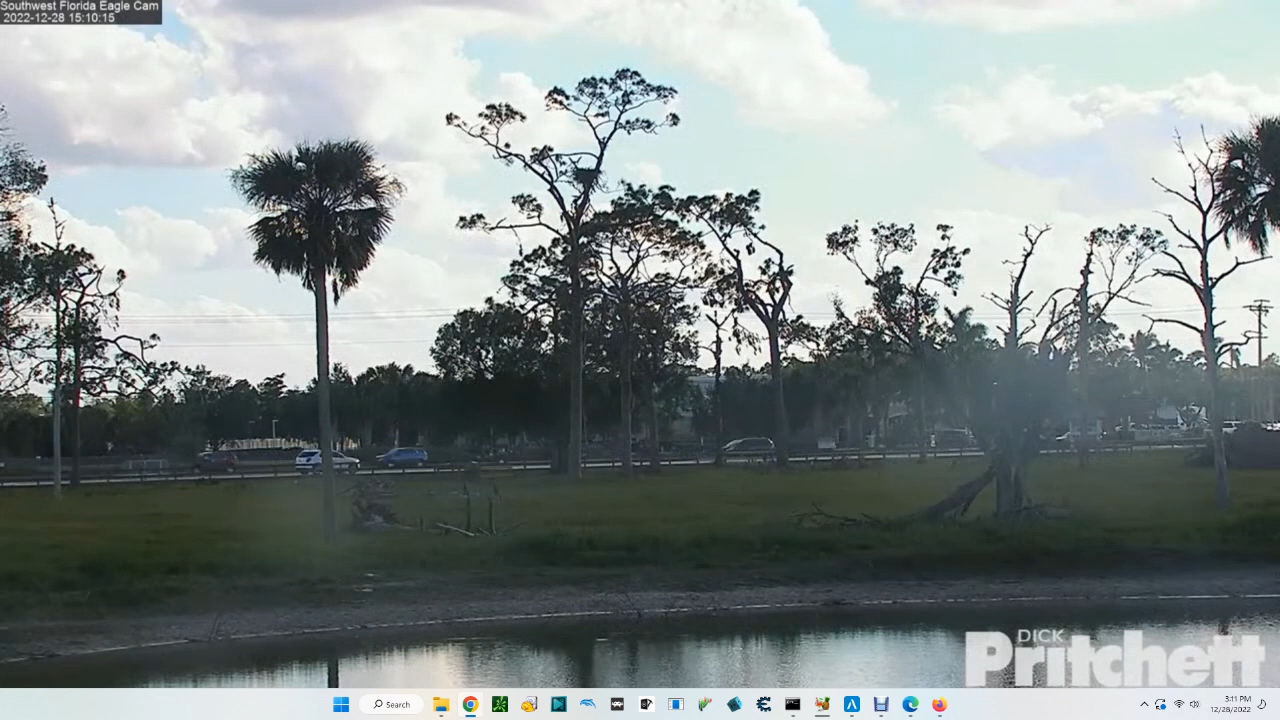 Southwest Florida Eagle Cam
2022-12-28 15:10:15
DICK
Pritchett
Search
3:11 PM
12/28/2022